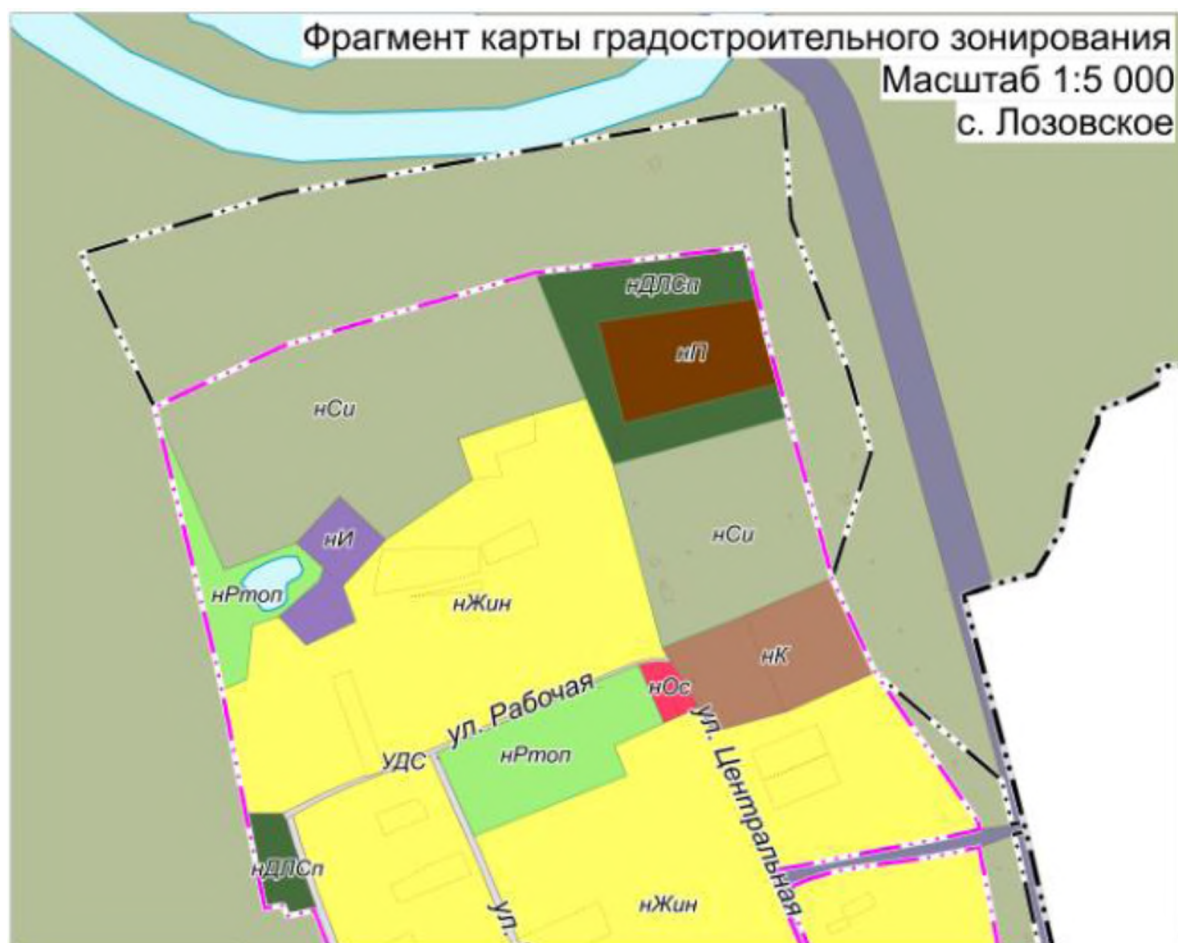 Фрагмент карты градостроительного зонирования
Масштаб 1:5 000
с. Лозовское
нДЛСп
нП
нСи
нСи
нИ
нРтоп
нЖин
нК
нОс
ул. Рабочая
нРтоп
УДС
ул. Центральная
нДЛСп
нЖин
ул.